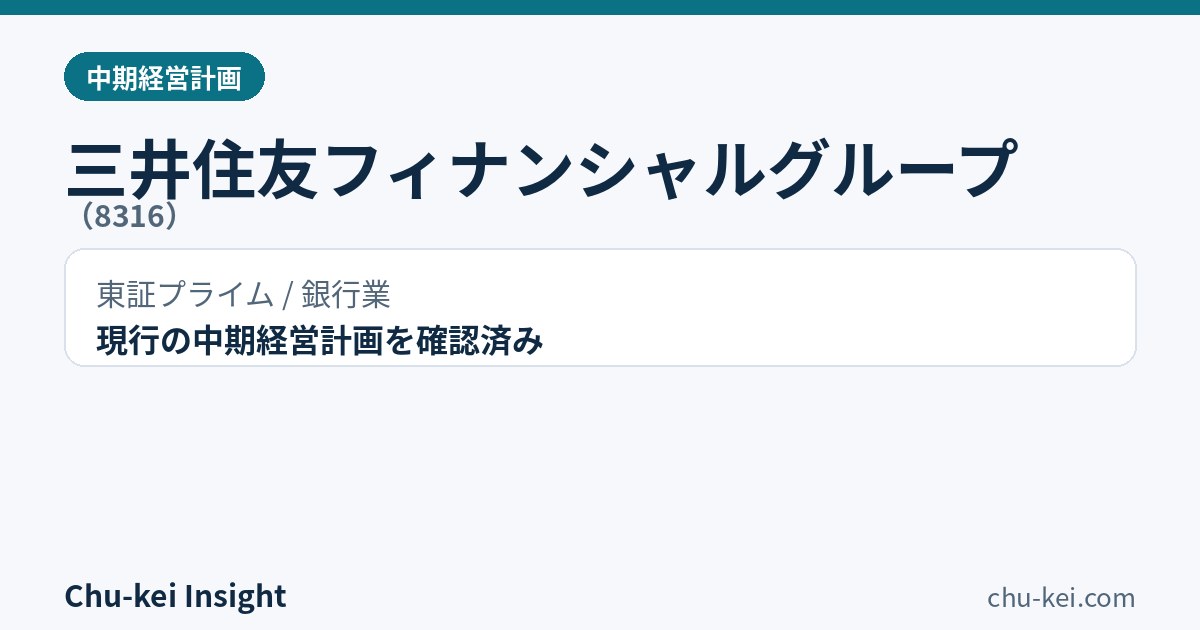 中期経営計画
三井住友フィナンシャルグループ
（8316）
東証プライム / 銀行業
現行の中期経営計画を確認済み
Chu-kei Insight
chu-kei.com